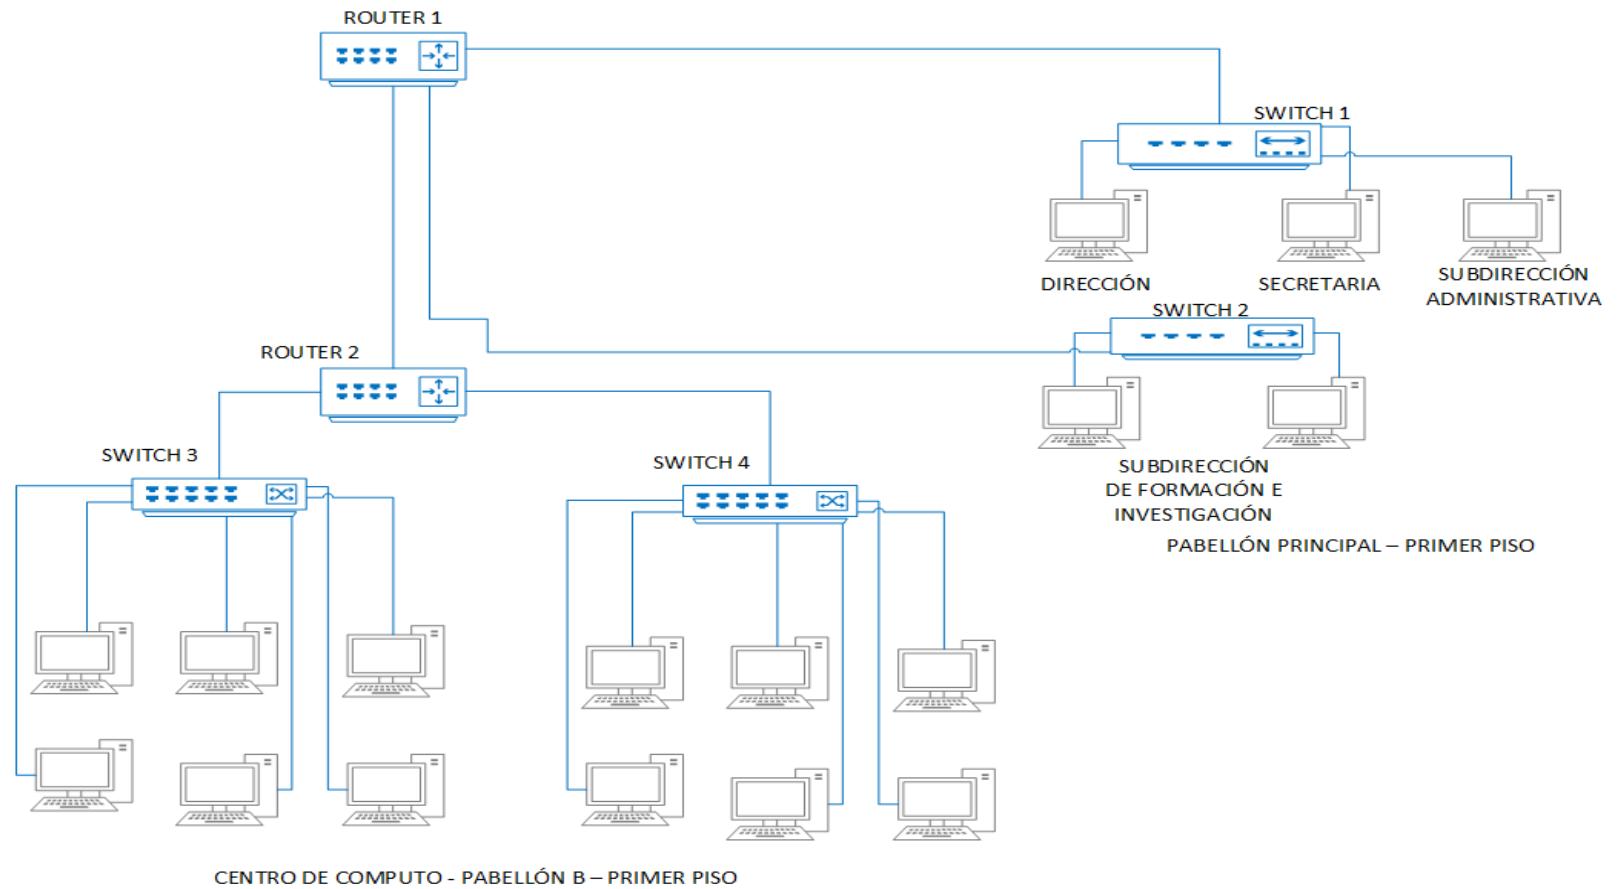 ROUTER 1
SWITCH 1
DIRECCIÓN
SECRETARIA
SUBDIRECCIÓN
ADMINISTRATIVA
SWITCH 2
ROUTER 2
SWITCH 3
SWITCH 4
SUBDIRECCIÓN
DE FORMACIÓN E
INVESTIGACIÓN
PABELLÓN PRINCIPAL – PRIMER PISO
CENTRO DE COMPUTO - PABELLÓN B – PRIMER PISO